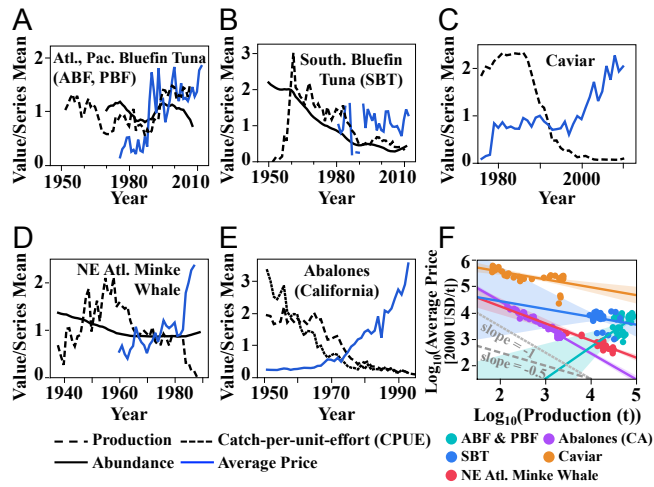 A
Atl., Pac. Bluefin Tuna
(ABF, PBF)
Value/Series Mean
2
1
0
1950
1980
2010
Year
B
South. Bluefin
Tuna (SBT)
Value/Series Mean
3
2
1
0
1950
1980
2010
Year
C
Caviar
Value/Series Mean
2
1
0
1980
2000
Year
D
NE Atl. Minke
Whale
Value/Series Mean
2
1
0
1940
1960
1980
Year
E
Abalones
(California)
Value/Series Mean
4
3
2
1
0
1950
1970
1990
Year
F
Log10(Average Price)
[2000 USD/t]
6
5
4
3
2
slope = -1
slope = -0.5
2
3
4
5
Log10(Production (t))
Production
Catch-per-unit-effort (CPUE)
Abundance
Average Price
ABF & PBF
Abalones (CA)
SBT
Caviar
NE Atl. Minke Whale